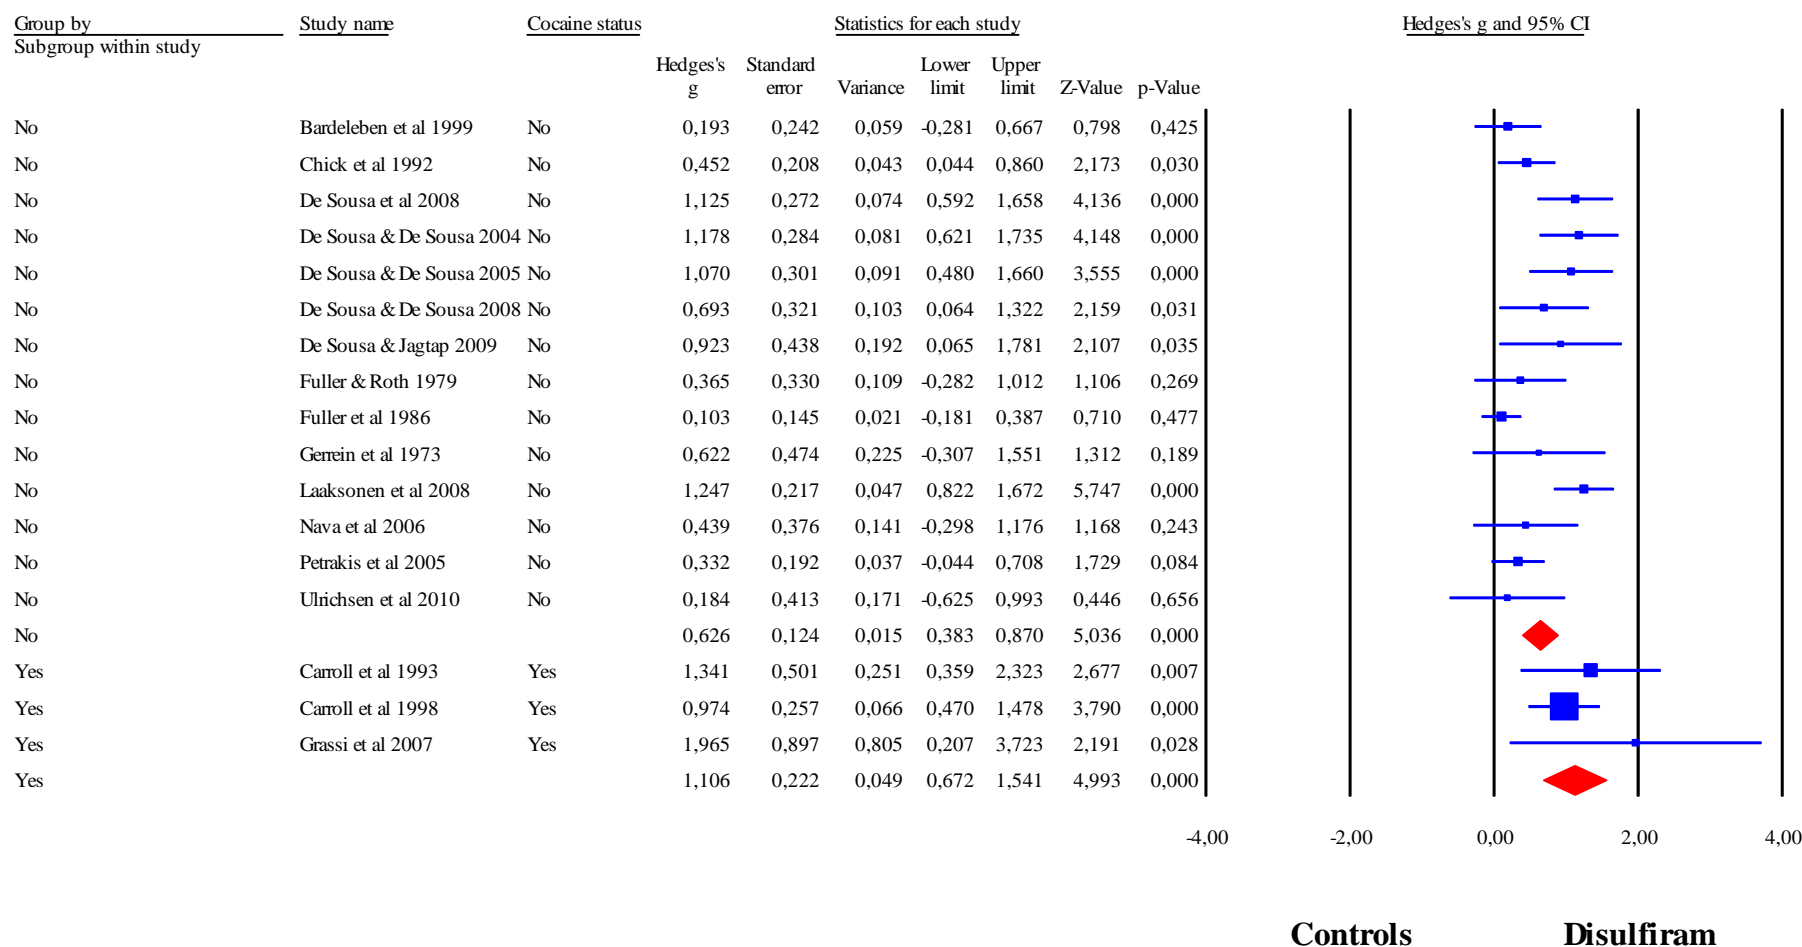 Group by Study name Cocaine status Statistics for each study Hedges's g and 95% CI
Subgroup within study
Hedges's Standard Lower Upper
g error Variance limit limit Z-Value p-Value
No Bardeleben et al 1999 No 0,193 0,242 0,059 -0,281 0,667 0,798 0,425
No Chick et al 1992 No 0,452 0,208 0,043 0,044 0,860 2,173 0,030
No De Sousa et al 2008 No 1,125 0,272 0,074 0,592 1,658 4,136 0,000
No De Sousa & De Sousa 2004 No 1,178 0,284 0,081 0,621 1,735 4,148 0,000
No De Sousa & De Sousa 2005 No 1,070 0,301 0,091 0,480 1,660 3,555 0,000
No De Sousa & De Sousa 2008 No 0,693 0,321 0,103 0,064 1,322 2,159 0,031
No De Sousa & Jagtap 2009 No 0,923 0,438 0,192 0,065 1,781 2,107 0,035
No Fuller & Roth 1979 No 0,365 0,330 0,109 -0,282 1,012 1,106 0,269
No Fuller et al 1986 No 0,103 0,145 0,021 -0,181 0,387 0,710 0,477
No Gerrein et al 1973 No 0,622 0,474 0,225 -0,307 1,551 1,312 0,189
No Laaksonen et al 2008 No 1,247 0,217 0,047 0,822 1,672 5,747 0,000
No Nava et al 2006 No 0,439 0,376 0,141 -0,298 1,176 1,168 0,243
No Petrakis et al 2005 No 0,332 0,192 0,037 -0,044 0,708 1,729 0,084
No Ulrichsen et al 2010 No 0,184 0,413 0,171 -0,625 0,993 0,446 0,656
No 0,626 0,124 0,015 0,383 0,870 5,036 0,000
Yes Carroll et al 1993 Yes 1,341 0,501 0,251 0,359 2,323 2,677 0,007
Yes Carroll et al 1998 Yes 0,974 0,257 0,066 0,470 1,478 3,790 0,000
Yes Grassi et al 2007 Yes 1,965 0,897 0,805 0,207 3,723 2,191 0,028
Yes 1,106 0,222 0,049 0,672 1,541 4,993 0,000
-4,00 -2,00 0,00 2,00 4,00
Controls Disulfiram